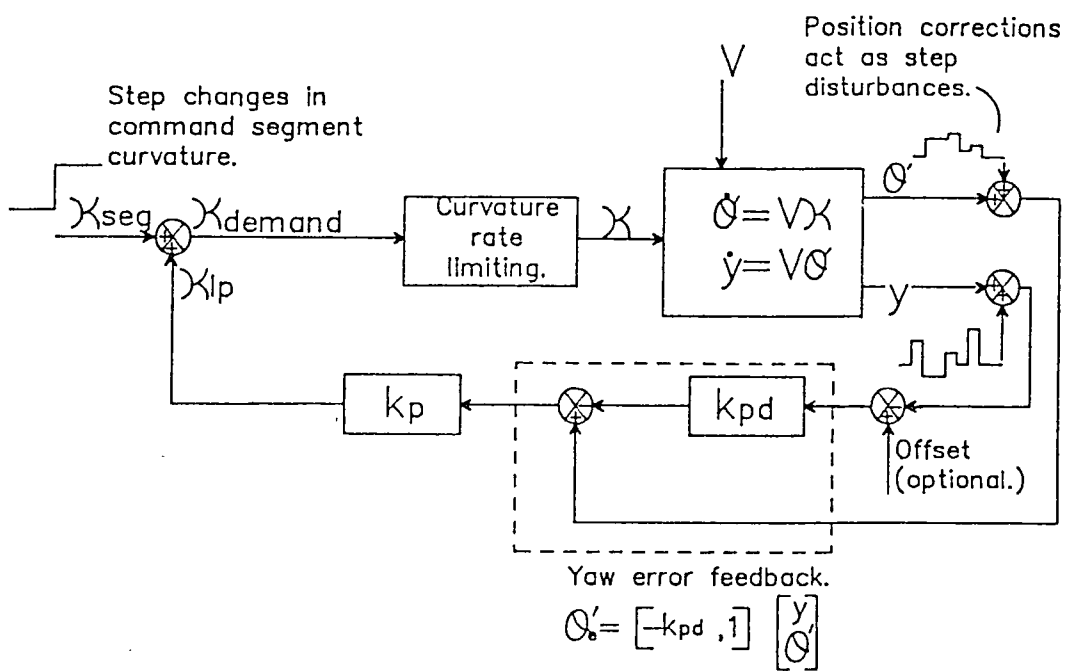 Position corrections
act as step
disturbances.
V
Step changes in
command segment
curvature.
Kseg
Kdemand
Curvature
rate
limiting.
K
θ̇' = VK
ẏ = Vθ'
θ'
y
Klp
Kp
Kpd
Offset
(optional.)
Yaw error feedback.
θ'e = [-Kpd , 1] [y θ']